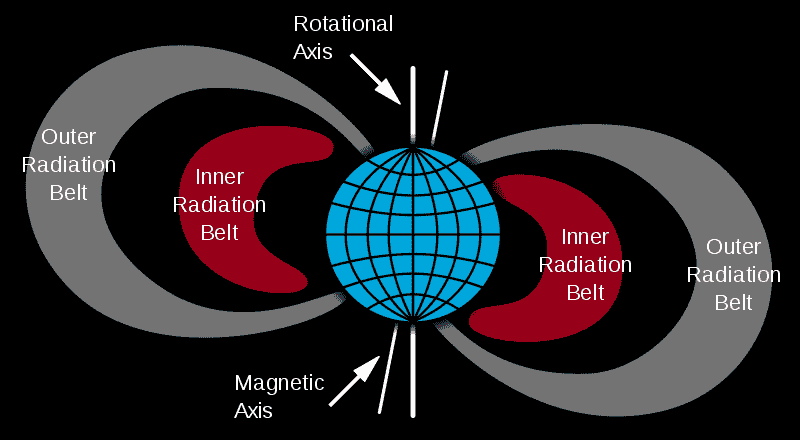 Rotational
Axis
Outer
Radiation
Belt
Inner
Radiation
Belt
Inner
Radiation
Belt
Outer
Radiation
Belt
Magnetic
Axis